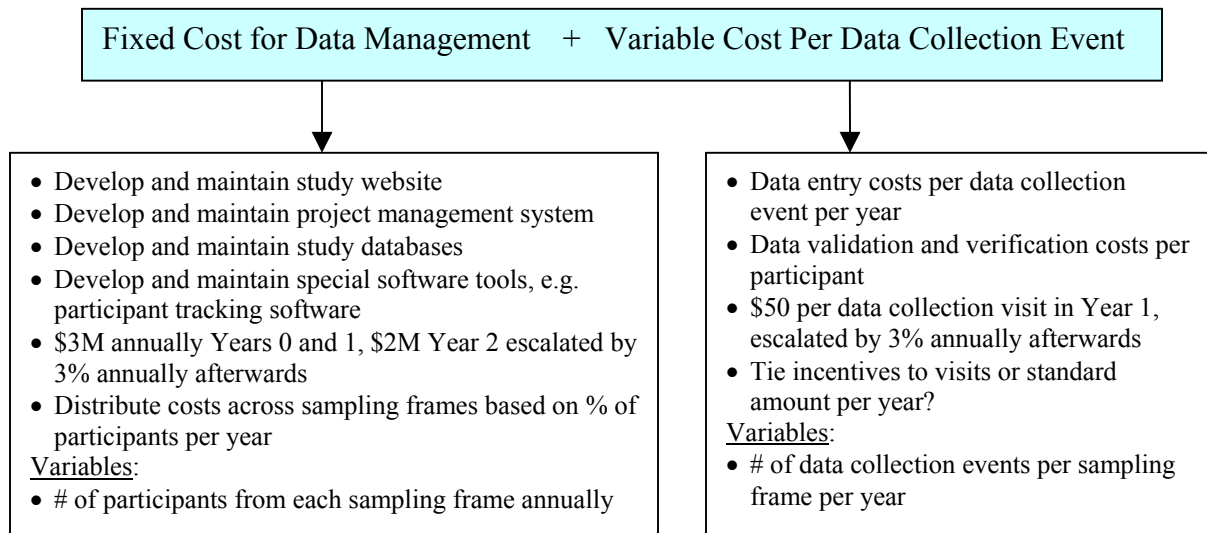 Fixed Cost for Data Management + Variable Cost Per Data Collection Event
• Develop and maintain study website
• Develop and maintain project management system
• Develop and maintain study databases
• Develop and maintain special software tools, e.g.
participant tracking software
• $3M annually Years 0 and 1, $2M Year 2 escalated by
3% annually afterwards
• Distribute costs across sampling frames based on % of
participants per year
Variables:
• # of participants from each sampling frame annually
• Data entry costs per data collection
event per year
• Data validation and verification costs per
participant
• $50 per data collection visit in Year 1,
escalated by 3% annually afterwards
• Tie incentives to visits or standard
amount per year?
Variables:
• # of data collection events per sampling
frame per year